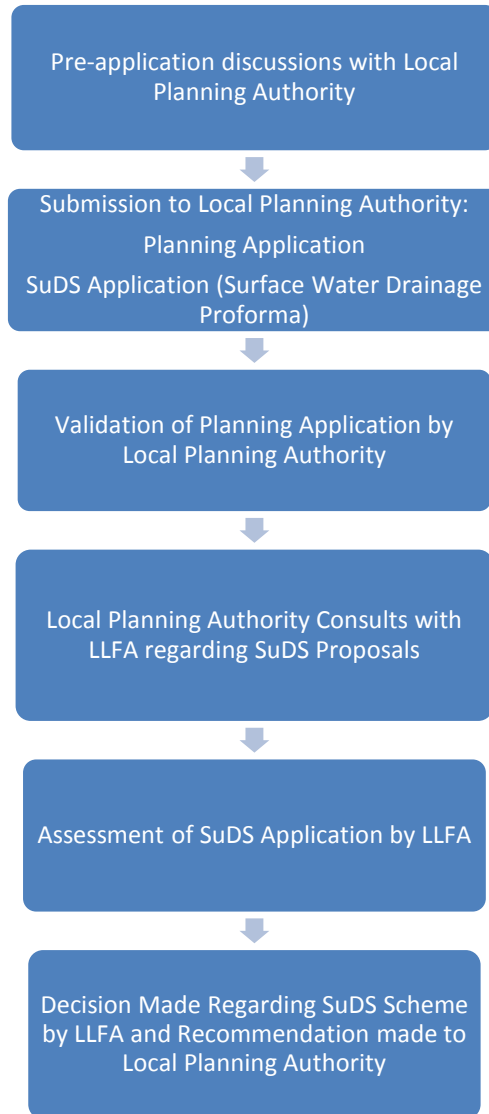 Pre-application discussions with Local
Planning Authority
Submission to Local Planning Authority:
Planning Application
SuDS Application (Surface Water Drainage
Proforma)
Validation of Planning Application by
Local Planning Authority
Local Planning Authority Consults with
LLFA regarding SuDS Proposals
Assessment of SuDS Application by LLFA
Decision Made Regarding SuDS Scheme
by LLFA and Recommendation made to
Local Planning Authority